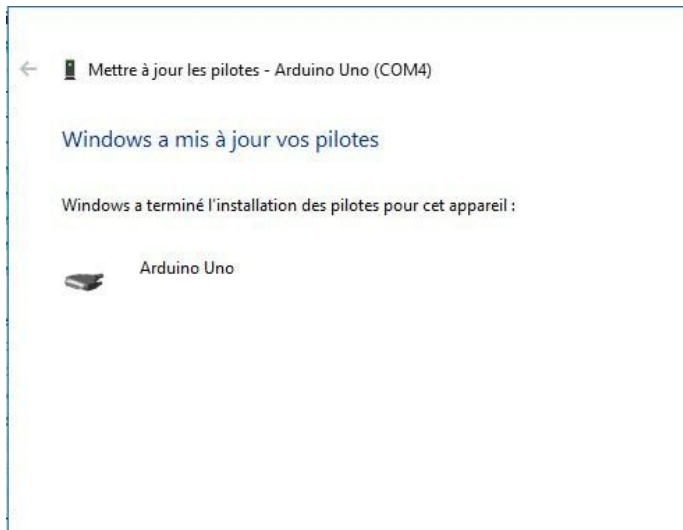 Mettre à jour les pilotes - Arduino Uno (COM4)
Windows a mis à jour vos pilotes
Windows a terminé l'installation des pilotes pour cet appareil :
Arduino Uno